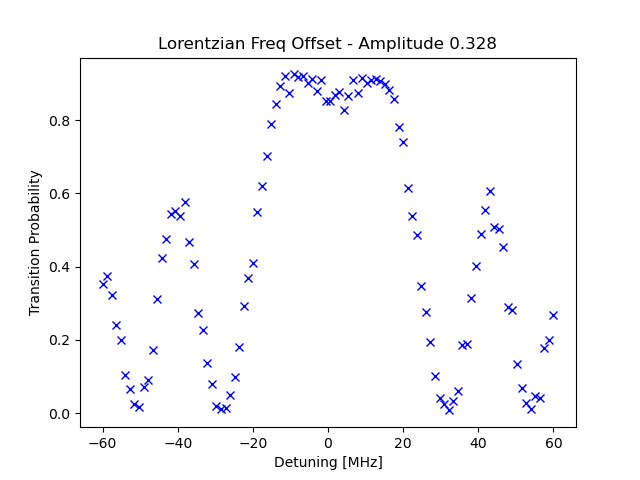 Lorentzian Freq Offset - Amplitude 0.328
Transition Probability
0.8
0.6
0.4
0.2
0.0
−60 −40 −20 0 20 40 60
Detuning [MHz]